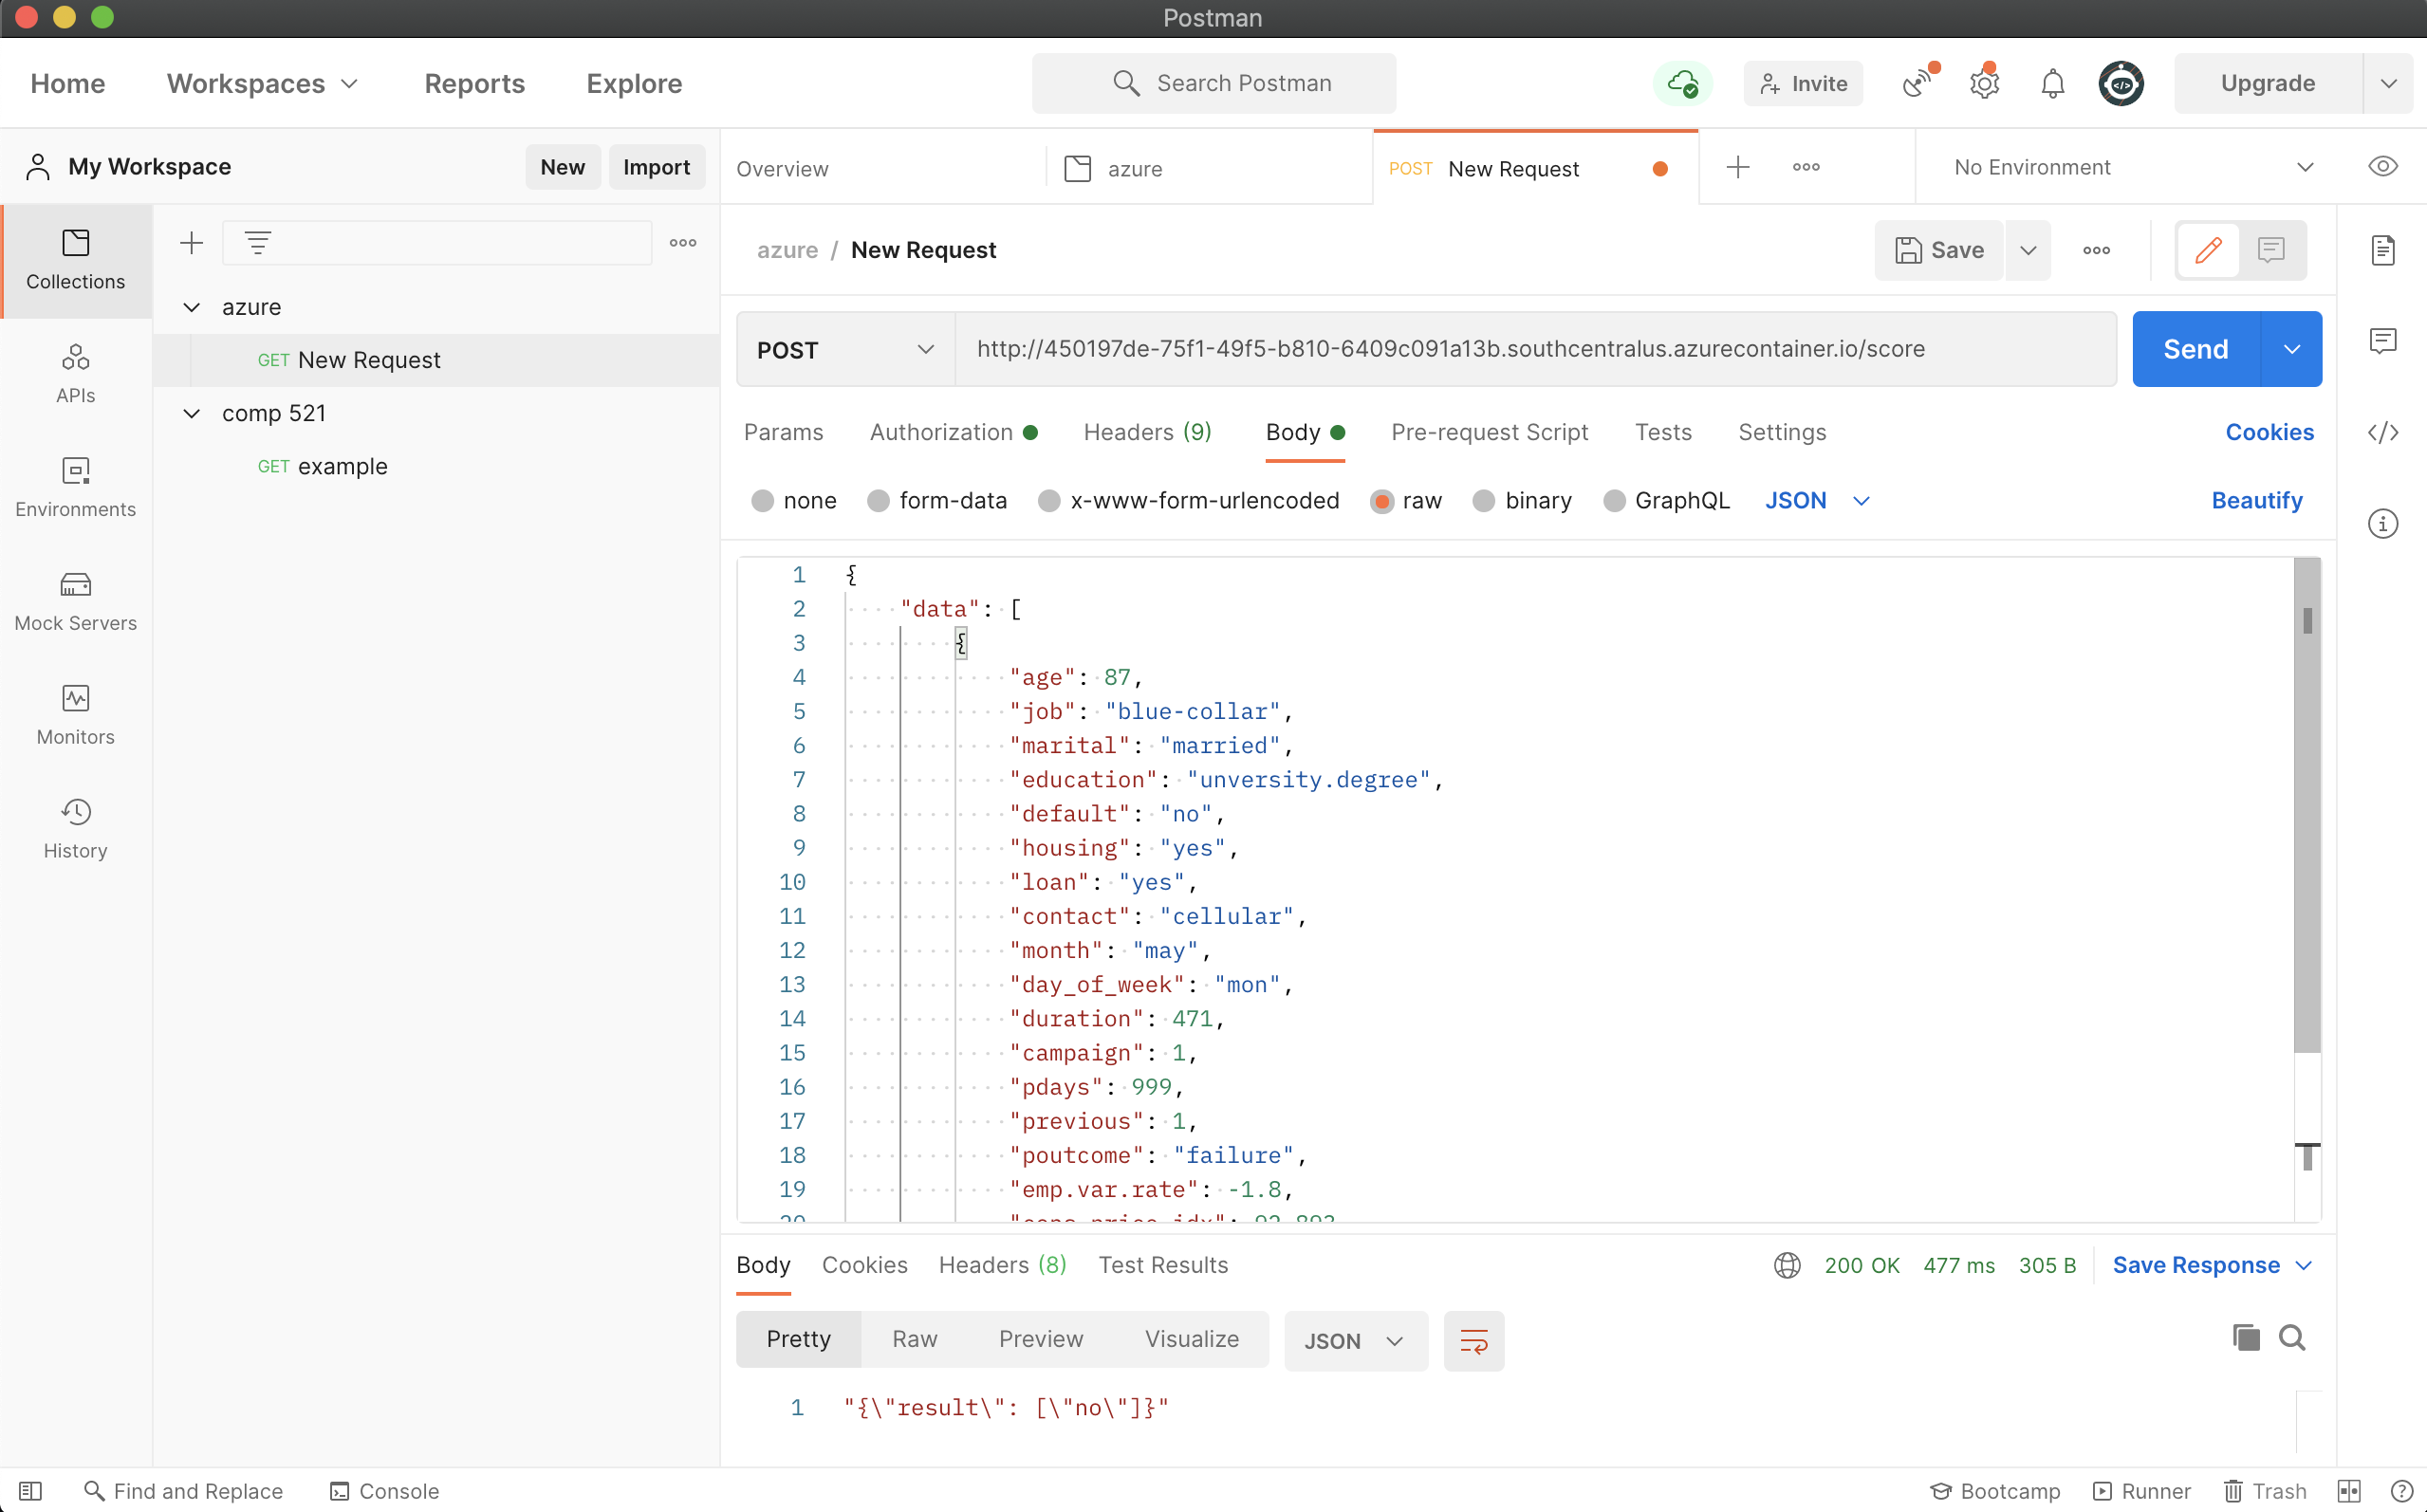 Postman
Home Workspaces Reports Explore Search Postman Invite Upgrade
My Workspace New Import Overview azure POST New Request No Environment
Collections
APIs
Environments
Mock Servers
Monitors
History
azure
GET New Request
comp 521
GET example
azure / New Request Save
POST http://450197de-75f1-49f5-b810-6409c091a13b.southcentralus.azurecontainer.io/score Send
Params Authorization Headers (9) Body Pre-request Script Tests Settings Cookies
none form-data x-www-form-urlencoded raw binary GraphQL JSON Beautify
1 {
2 "data": [
3 {
4 "age": 87,
5 "job": "blue-collar",
6 "marital": "married",
7 "education": "unversity.degree",
8 "default": "no",
9 "housing": "yes",
10 "loan": "yes",
11 "contact": "cellular",
12 "month": "may",
13 "day_of_week": "mon",
14 "duration": 471,
15 "campaign": 1,
16 "pdays": 999,
17 "previous": 1,
18 "poutcome": "failure",
19 "emp.var.rate": -1.8,
Body Cookies Headers (8) Test Results 200 OK 477 ms 305 B Save Response
Pretty Raw Preview Visualize JSON
1 "{\"result\": [\"no\"]}"
Find and Replace Console Bootcamp Runner Trash